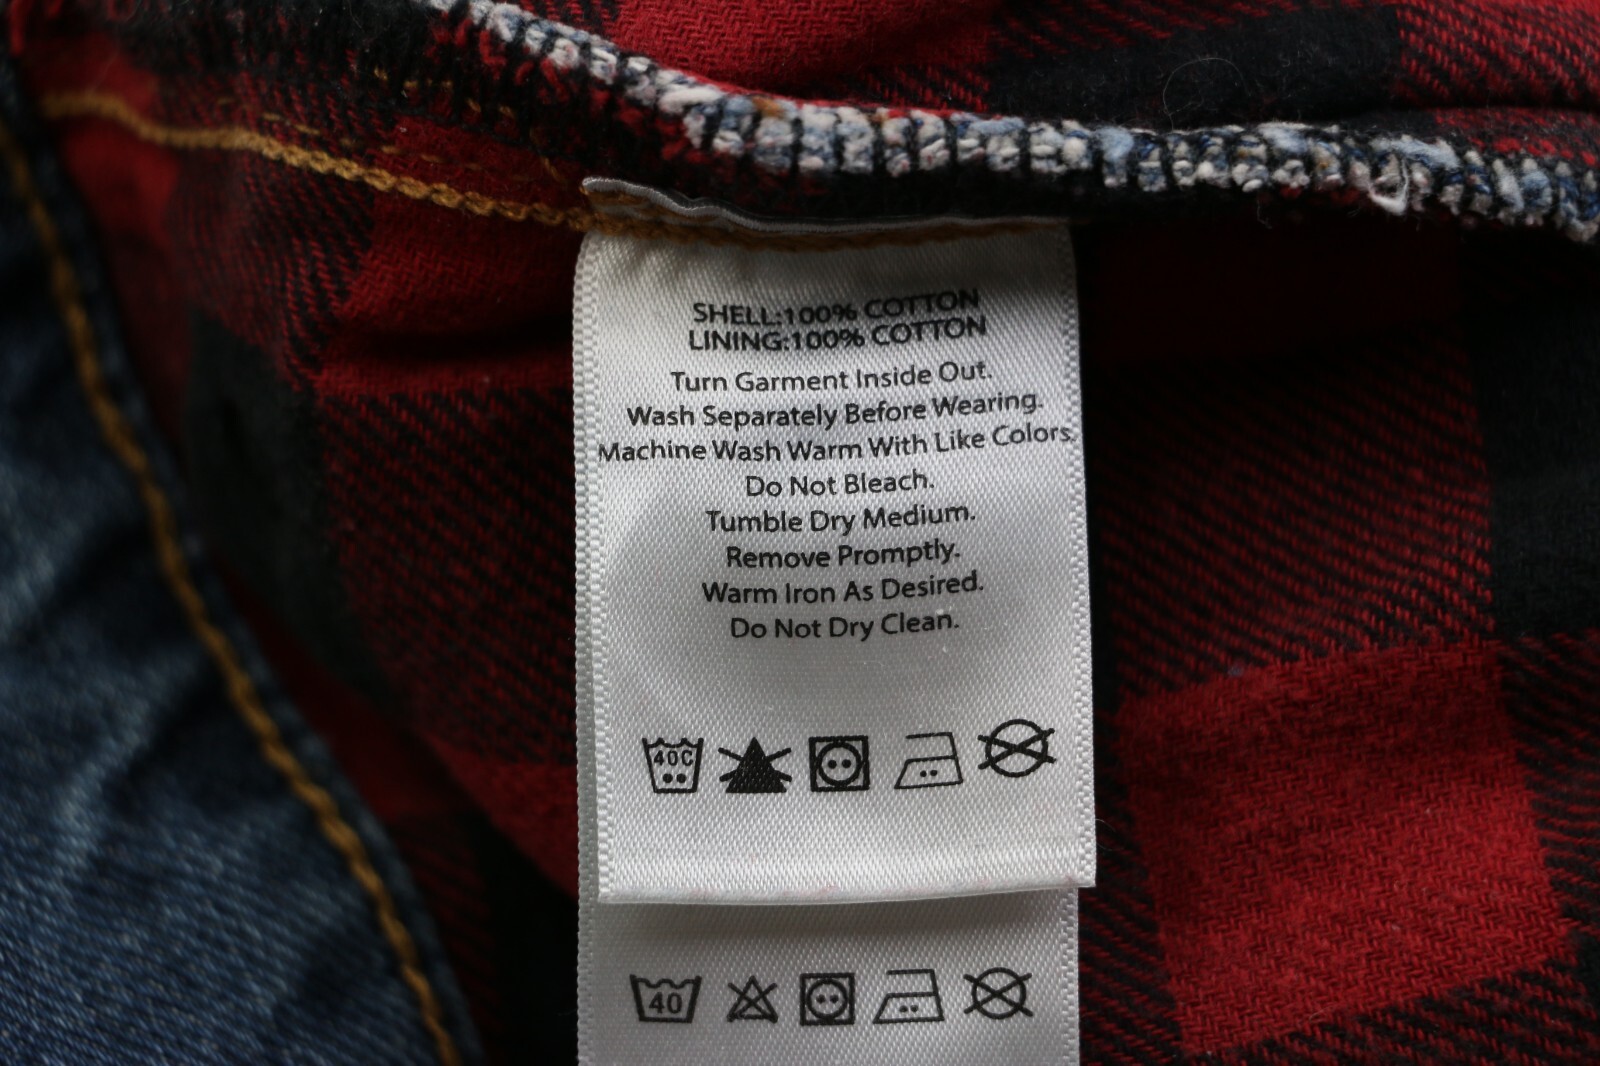 SHELL:100% COTTON
LINING:100% COTTON
Turn Garment Inside Out.
Wash Separately Before Wearing.
Machine Wash Warm With Like Colors.
Do Not Bleach.
Tumble Dry Medium.
Remove Promptly.
Warm Iron As Desired.
Do Not Dry Clean.
40C
40